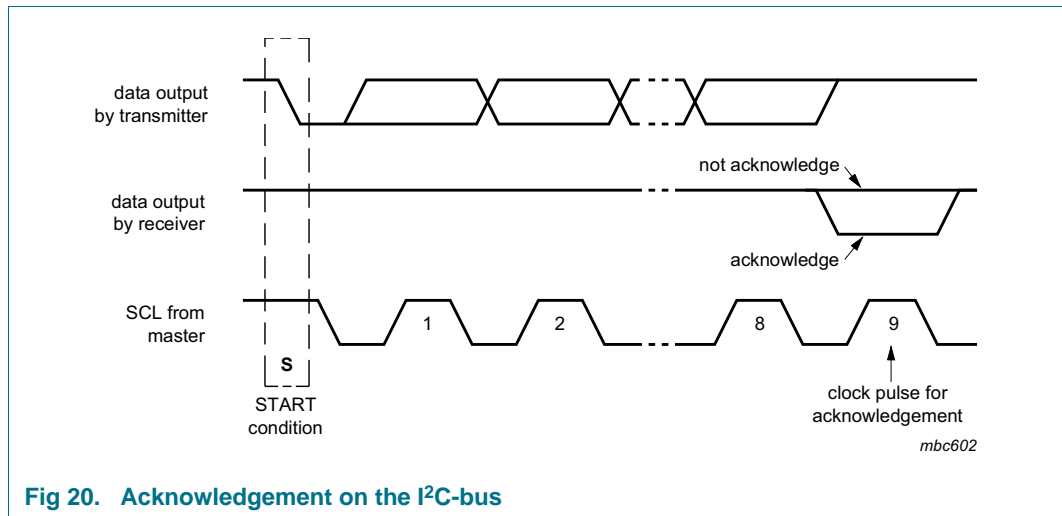 data output
by transmitter
not acknowledge
data output
by receiver
acknowledge
SCL from
master
1
2
8
9
S
START
condition
clock pulse for
acknowledgement
mbc602
Fig 20. Acknowledgement on the I²C-bus